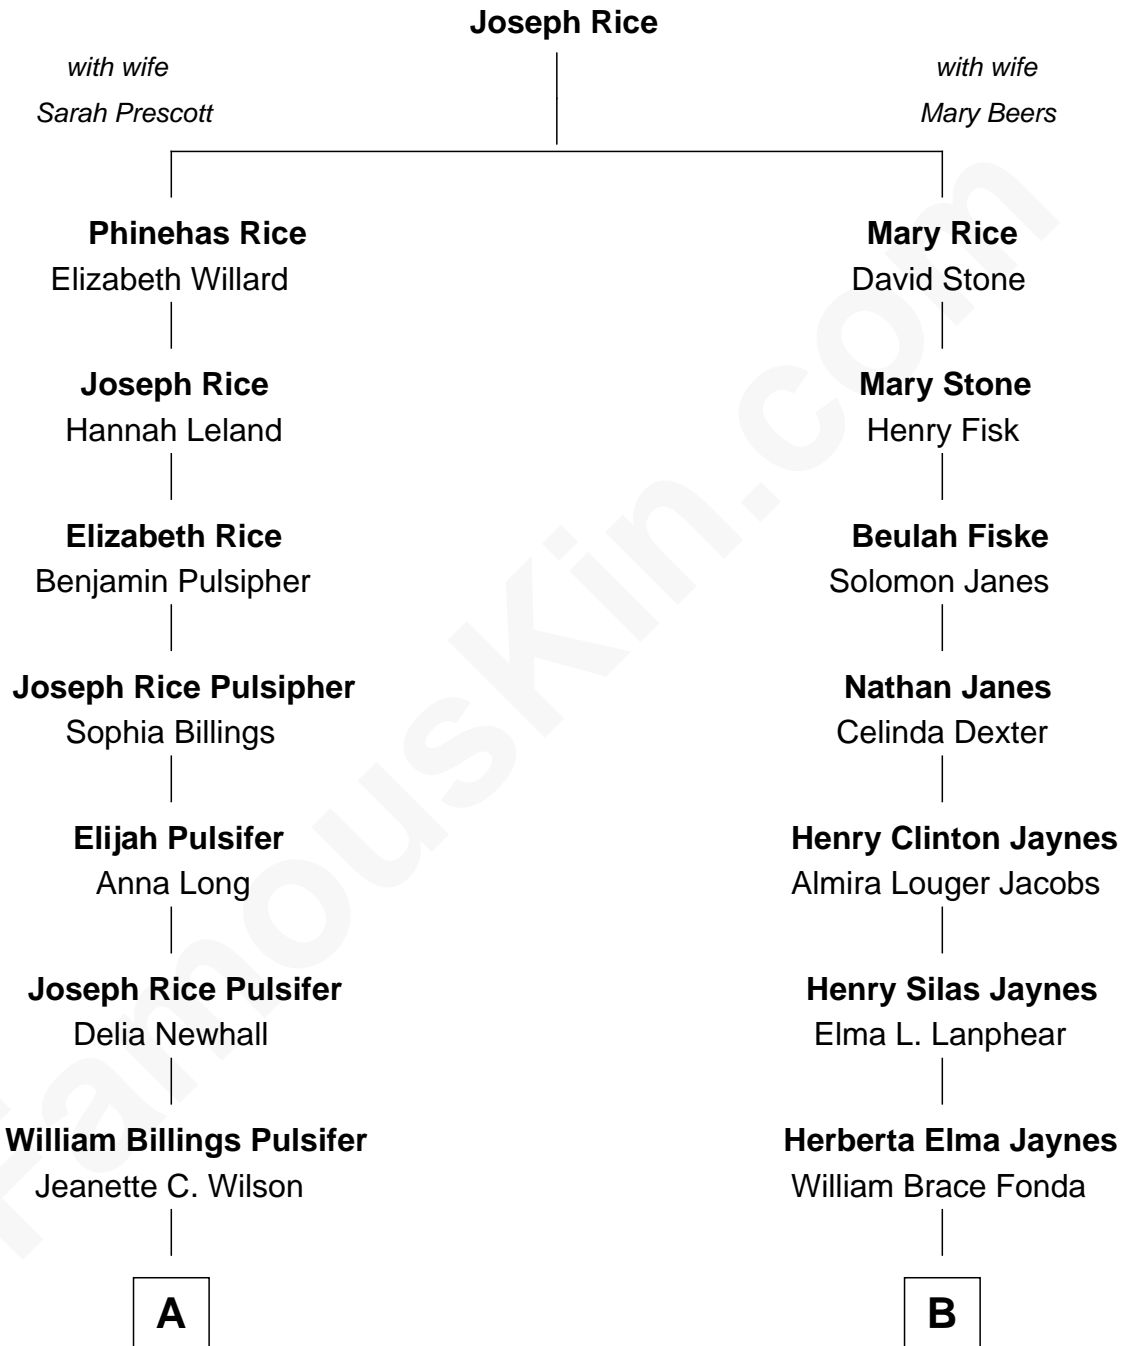 Joseph Rice
with wife
Sarah Prescott
with wife
Mary Beers
Phinehas Rice
Elizabeth Willard
Mary Rice
David Stone
Joseph Rice
Hannah Leland
Mary Stone
Henry Fisk
Elizabeth Rice
Benjamin Pulsipher
Beulah Fiske
Solomon Janes
Joseph Rice Pulsipher
Sophia Billings
Nathan Janes
Celinda Dexter
Elijah Pulsifer
Anna Long
Henry Clinton Jaynes
Almira Louger Jacobs
Joseph Rice Pulsifer
Delia Newhall
Henry Silas Jaynes
Elma L. Lanphear
William Billings Pulsifer
Jeanette C. Wilson
Herberta Elma Jaynes
William Brace Fonda
A
B
FamousKin.com